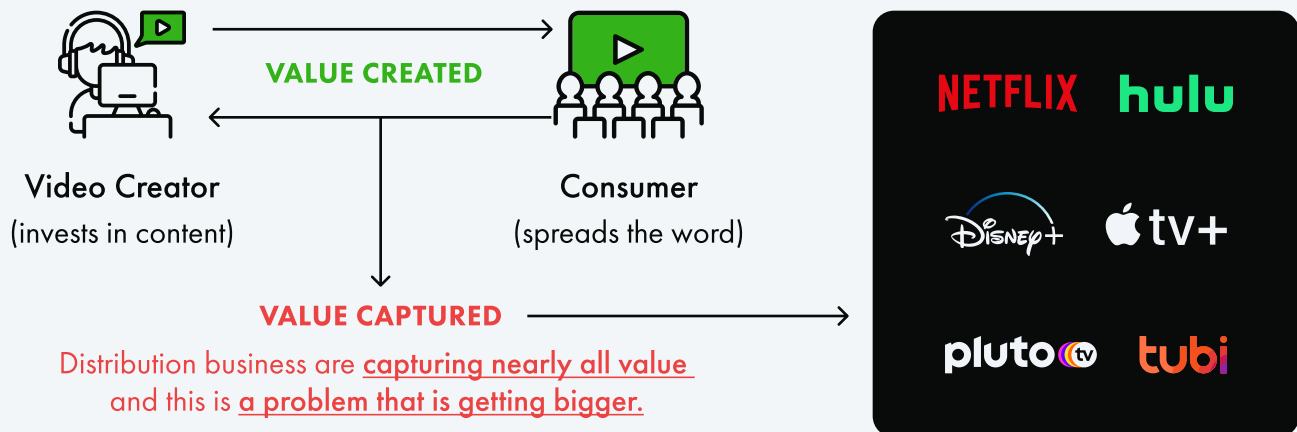 VALUE CREATED
Video Creator
(invests in content)
Consumer
(spreads the word)
VALUE CAPTURED
Distribution business are capturing nearly all value
and this is a problem that is getting bigger.
NETFLIX
hulu
Disney+
tv+
pluto tv
tubi